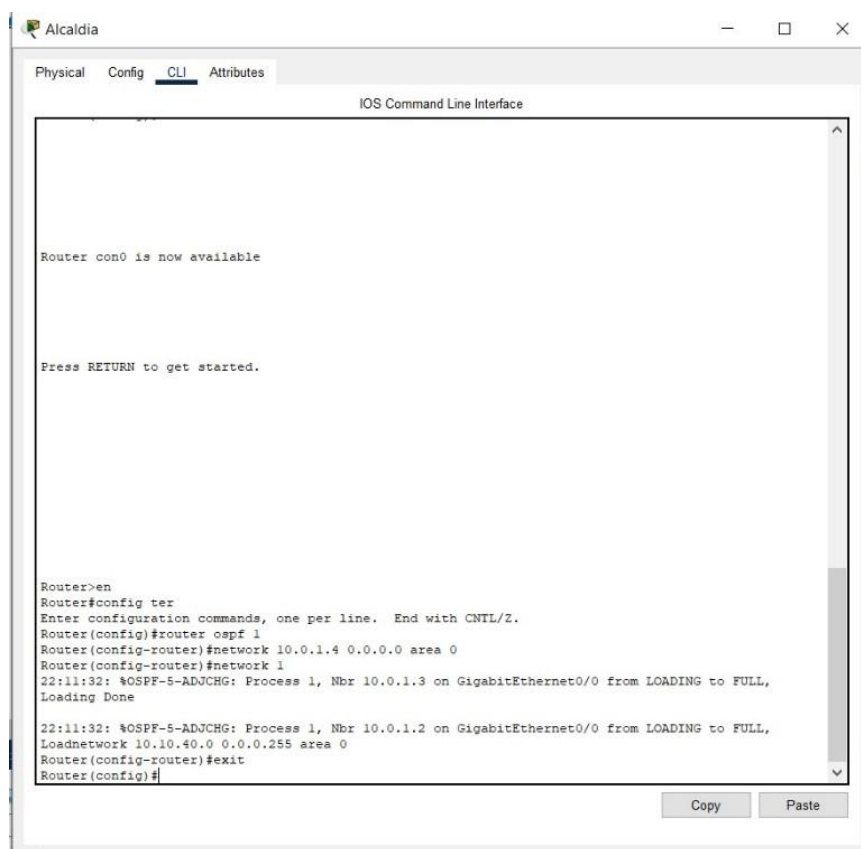 Alcaldia
Physical Config CLI Attributes
IOS Command Line Interface
Router con0 is now available
Press RETURN to get started.
Router>en
Router#config ter
Enter configuration commands, one per line. End with CNTL/Z.
Router(config)#router ospf 1
Router(config-router)#network 10.0.1.4 0.0.0.0 area 0
Router(config-router)#network 1
22:11:32: %OSPF-5-ADJCHG: Process 1, Nbr 10.0.1.3 on GigabitEthernet0/0 from LOADING to FULL,
Loading Done
22:11:32: %OSPF-5-ADJCHG: Process 1, Nbr 10.0.1.2 on GigabitEthernet0/0 from LOADING to FULL,
Loadnetwork 10.10.40.0 0.0.0.255 area 0
Router(config-router)#exit
Router(config)#
Copy Paste